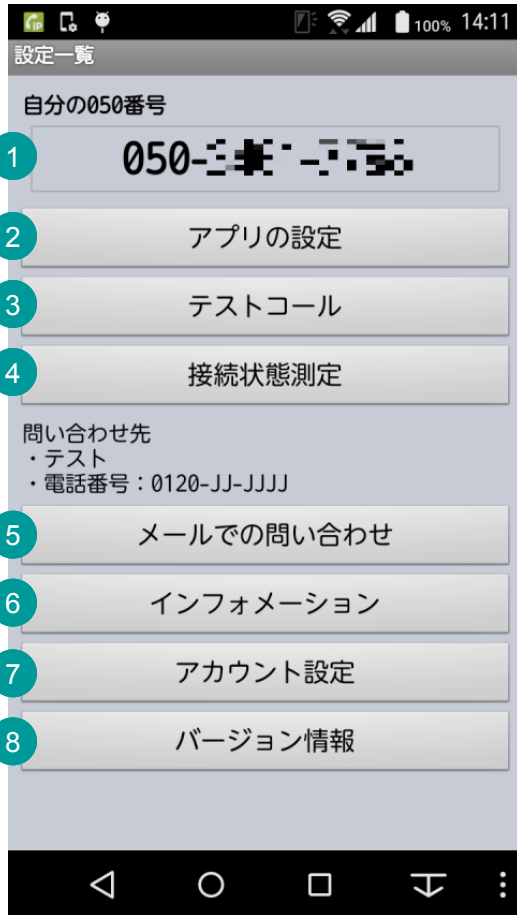 100% 14:11
設定一覧
自分の050番号
1
050-
2 アプリの設定
3 テストコール
4 接続状態測定
問い合わせ先
・テスト
・電話番号：0120-JJ-JJJJ
5 メールでの問い合わせ
6 インフォメーション
7 アカウント設定
8 バージョン情報